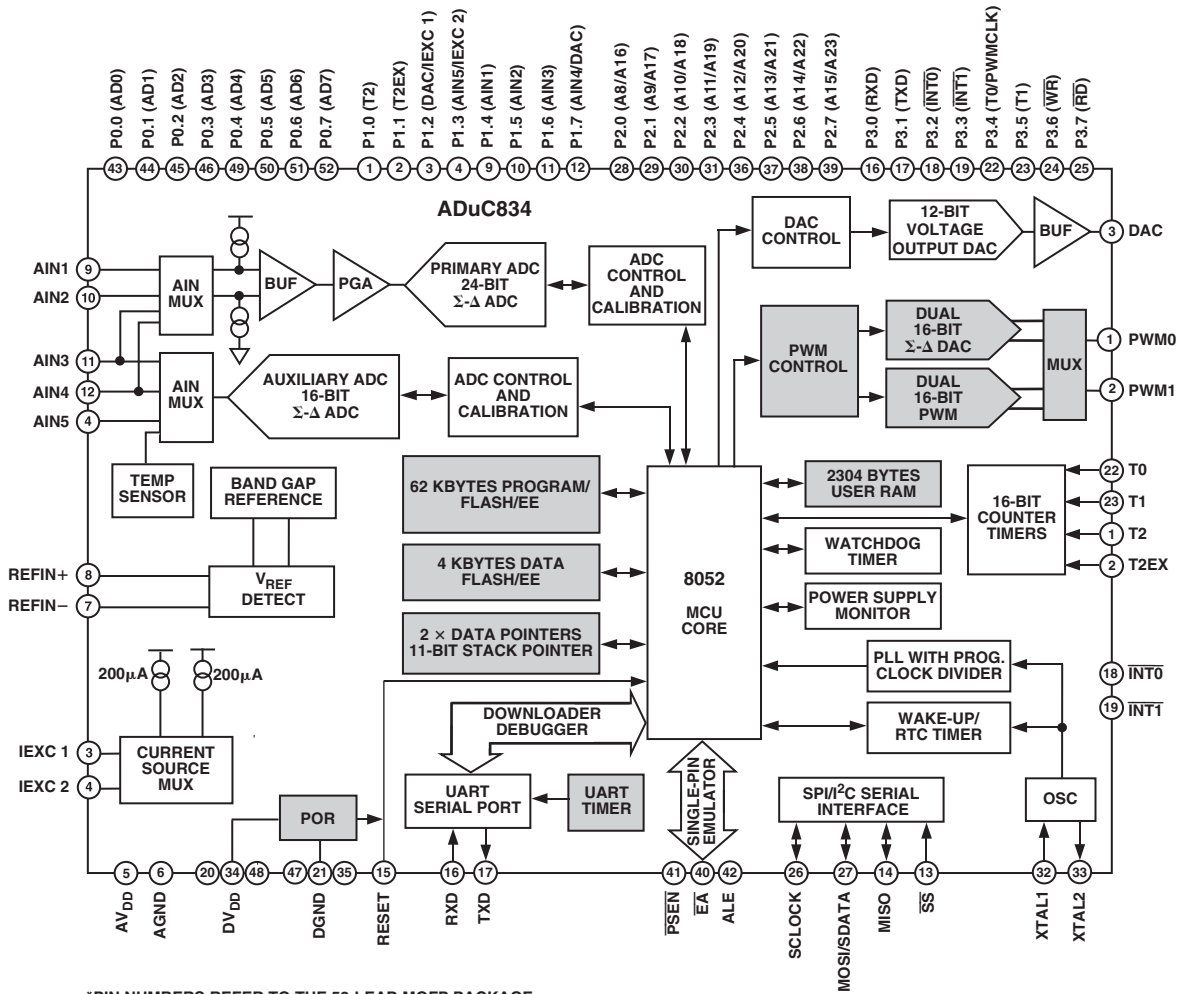 P0.0 (AD0)
P0.1 (AD1)
P0.2 (AD2)
P0.3 (AD3)
P0.4 (AD4)
P0.5 (AD5)
P0.6 (AD6)
P0.7 (AD7)
P1.0 (T2)
P1.1 (T2EX)
P1.2 (DAC/IEXC 1)
P1.3 (AIN5/IEXC 2)
P1.4 (AIN1)
P1.5 (AIN2)
P1.6 (AIN3)
P1.7 (AIN4/DAC)
P2.0 (A8/A16)
P2.1 (A9/A17)
P2.2 (A10/A18)
P2.3 (A11/A19)
P2.4 (A12/A20)
P2.5 (A13/A21)
P2.6 (A14/A22)
P2.7 (A15/A23)
P3.0 (RXD)
P3.1 (TXD)
P3.2 (INT0)
P3.3 (INT1)
P3.4 (T0/PWMCLK)
P3.5 (T1)
P3.6 (WR)
P3.7 (RD)
43 44 45 46 49 50 51 52 1 2 3 4 9 10 11 12 28 29 30 31 36 37 38 39 16 17 18 19 22 23 24 25
ADuC834
AIN1 9
AIN2 10
AIN3 11
AIN4 12
AIN5 4
AIN
MUX
BUF
PGA
PRIMARY ADC
24-BIT
Σ-Δ ADC
ADC
CONTROL
AND
CALIBRATION
DAC
CONTROL
12-BIT
VOLTAGE
OUTPUT DAC
BUF
3 DAC
AIN
MUX
AUXILIARY ADC
16-BIT
Σ-Δ ADC
ADC CONTROL
AND
CALIBRATION
PWM
CONTROL
DUAL
16-BIT
Σ-Δ DAC
DUAL
16-BIT
PWM
MUX
1 PWM0
2 PWM1
TEMP
SENSOR
BAND GAP
REFERENCE
REFIN+ 8
REFIN− 7
VREF
DETECT
62 KBYTES PROGRAM/
FLASH/EE
4 KBYTES DATA
FLASH/EE
2 × DATA POINTERS
11-BIT STACK POINTER
8052
MCU
CORE
2304 BYTES
USER RAM
WATCHDOG
TIMER
POWER SUPPLY
MONITOR
16-BIT
COUNTER
TIMERS
22 T0
23 T1
1 T2
2 T2EX
PLL WITH PROG.
CLOCK DIVIDER
WAKE-UP/
RTC TIMER
18 INT0
19 INT1
200µA
200µA
IEXC 1 3
IEXC 2 4
CURRENT
SOURCE
MUX
DOWNLOADER
DEBUGGER
POR
UART
SERIAL PORT
UART
TIMER
SINGLE-PIN
EMULATOR
SPI/I2C SERIAL
INTERFACE
OSC
5 6 20 34 48 47 21 35 15 16 17 41 40 42 26 27 14 13 32 33
AVDD
AGND
DVDD
DGND
RESET
RXD
TXD
PSEN
EA
ALE
SCLOCK
MOSI/SDATA
MISO
SS
XTAL1
XTAL2